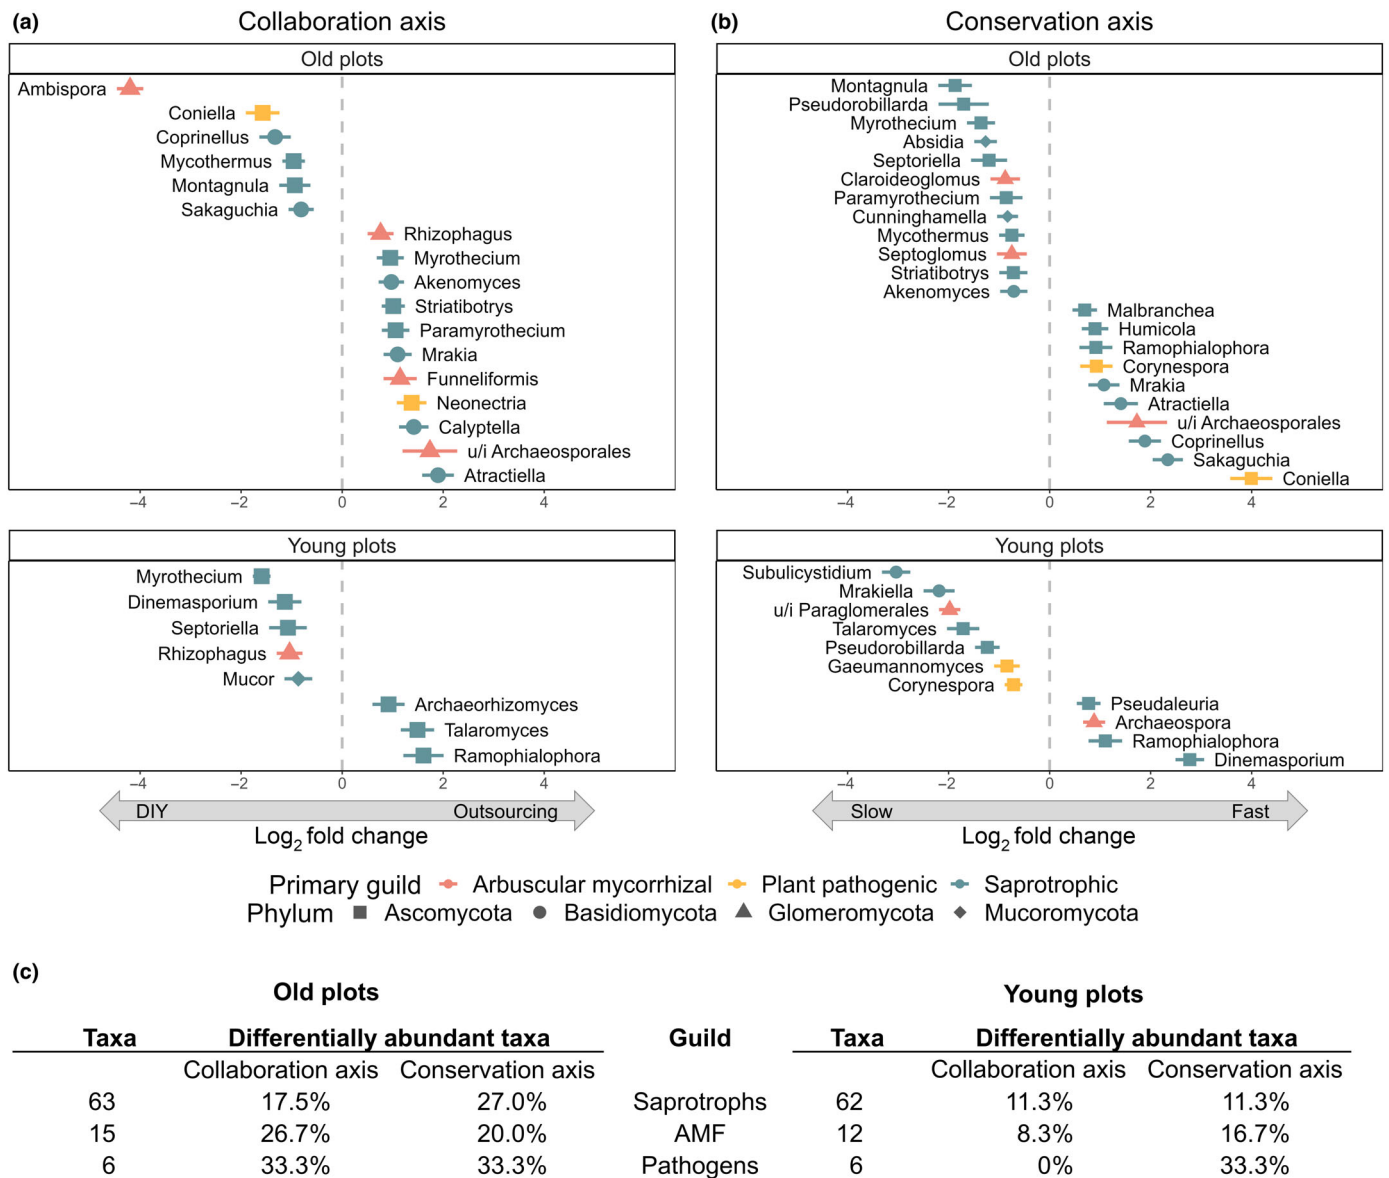 (a) Collaboration axis
Old plots
Ambispora
Coniella
Coprinellus
Mycothermus
Montagnula
Sakaguchia
Rhizophagus
Myrothecium
Akenomyces
Striatibotrys
Paramyrothecium
Mrakia
Funneliformis
Neonectria
Calyptella
u/i Archaeosporales
Atractiella
−4 −2 0 2 4
Young plots
Myrothecium
Dinemasporium
Septoriella
Rhizophagus
Mucor
Archaeorhizomyces
Talaromyces
Ramophialophora
−4 −2 0 2 4
DIY Outsourcing
Log2 fold change
(b) Conservation axis
Old plots
Montagnula
Pseudorobillarda
Myrothecium
Absidia
Septoriella
Claroideoglomus
Paramyrothecium
Cunninghamella
Mycothermus
Septoglomus
Striatibotrys
Akenomyces
Malbranchea
Humicola
Ramophialophora
Corynespora
Mrakia
Atractiella
u/i Archaeosporales
Coprinellus
Sakaguchia
Coniella
−4 −2 0 2 4
Young plots
Subulicystidium
Mrakiella
u/i Paraglomerales
Talaromyces
Pseudorobillarda
Gaeumannomyces
Corynespora
Pseudaleuria
Archaeospora
Ramophialophora
Dinemasporium
−4 −2 0 2 4
Slow Fast
Log2 fold change
Primary guild Arbuscular mycorrhizal Plant pathogenic Saprotrophic
Phylum Ascomycota Basidiomycota Glomeromycota Mucoromycota
(c)
Old plots Young plots
Taxa Differentially abundant taxa Guild Taxa Differentially abundant taxa
Collaboration axis Conservation axis Collaboration axis Conservation axis
63 17.5% 27.0% Saprotrophs 62 11.3% 11.3%
15 26.7% 20.0% AMF 12 8.3% 16.7%
6 33.3% 33.3% Pathogens 6 0% 33.3%